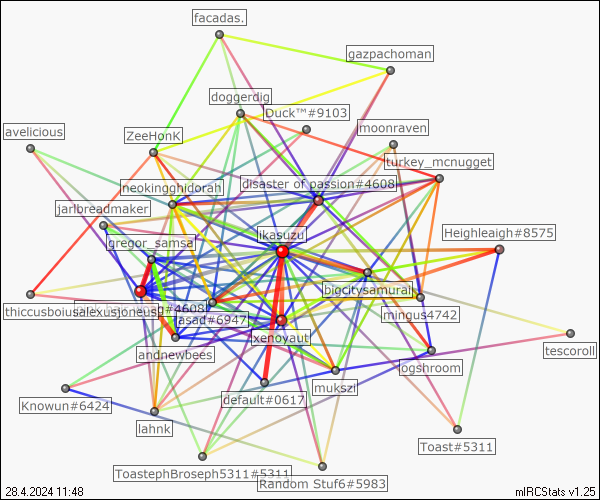 facadas.
gazpachoman
doggerdig
Duck™#9103
avelicious
ZeeHonK
moonraven
turkey_mcnugget
neokingghidorah
disaster of passion#4608
jarlbreadmaker
ikasuzu
Heighleaigh#8575
gregor_samsa
bigcitysamurai
thiccusboiusalexusjoneus
#4608
asad#6947
mingus4742
xenoyaut
andnewbees
ogshroom
tescoroll
mukszi
default#0617
Knowun#6424
lahnk
Toast#5311
ToastephBroseph5311#5311
Random Stuf6#5983
28.4.2024 11:48
mIRCStats v1.25